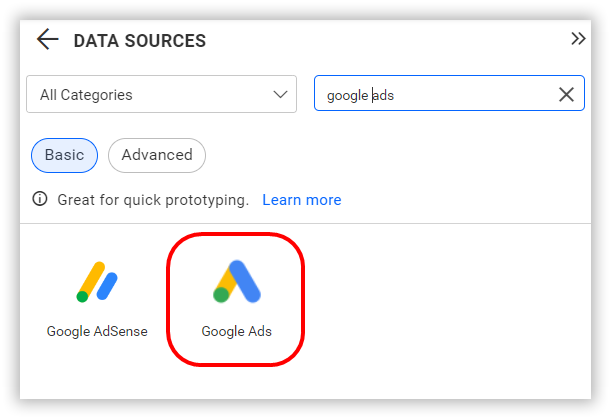 DATA SOURCES
All Categories
google ads
Basic
Advanced
Great for quick prototyping. Learn more
Google AdSense
Google Ads